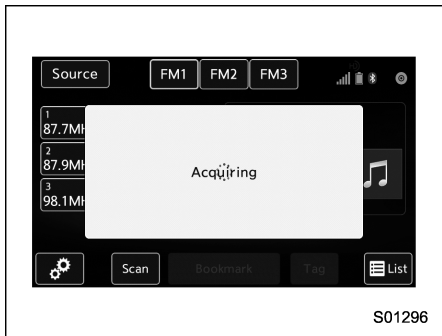 Source FM1 FM2 FM3
1
87.7MH
2
87.9MH
3
98.1MH
Acquiring
Scan Bookmark Tag List
S01296